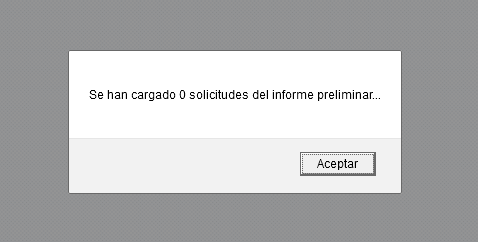 Se han cargado 0 solicitudes del informe preliminar...
Aceptar